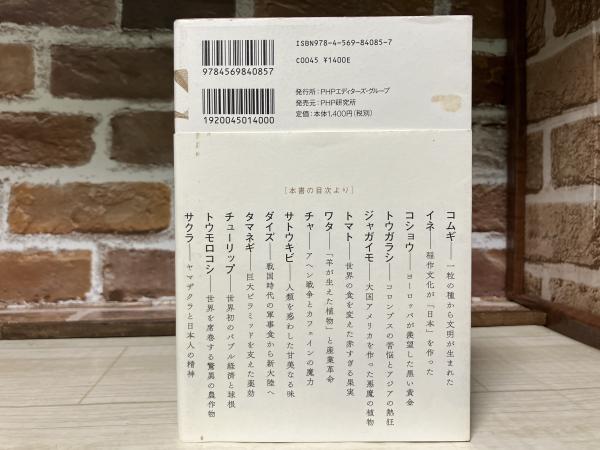 ISBN978-4-569-84085-7
C0045 ¥1400E
9784569840857
1920045014000
発行所：PHPエディターズ・グループ
発売元：PHP研究所
定価：本体1,400円（税別）
［本書の目次より］
コムギ――一粒の種から文明が生まれた
イネ――稲作文化が「日本」を作った
コショウ――ヨーロッパが羨望した黒い黄金
トウガラシ――コロンブスの苦悩とアジアの熱狂
ジャガイモ――大国アメリカを作った悪魔の植物
トマト――世界の食を変えた赤すぎる果実
ワタ――「羊が生えた植物」と産業革命
チャ――アヘン戦争とカフェインの魔力
サトウキビ――人類を惑わした甘美なる味
ダイズ――戦国時代の軍事食から新大陸へ
タマネギ――巨大ピラミッドを支えた薬効
チューリップ――世界初のバブル経済と球根
トウモロコシ――世界を席巻する驚異の農作物
サクラ――ヤマザクラと日本人の精神